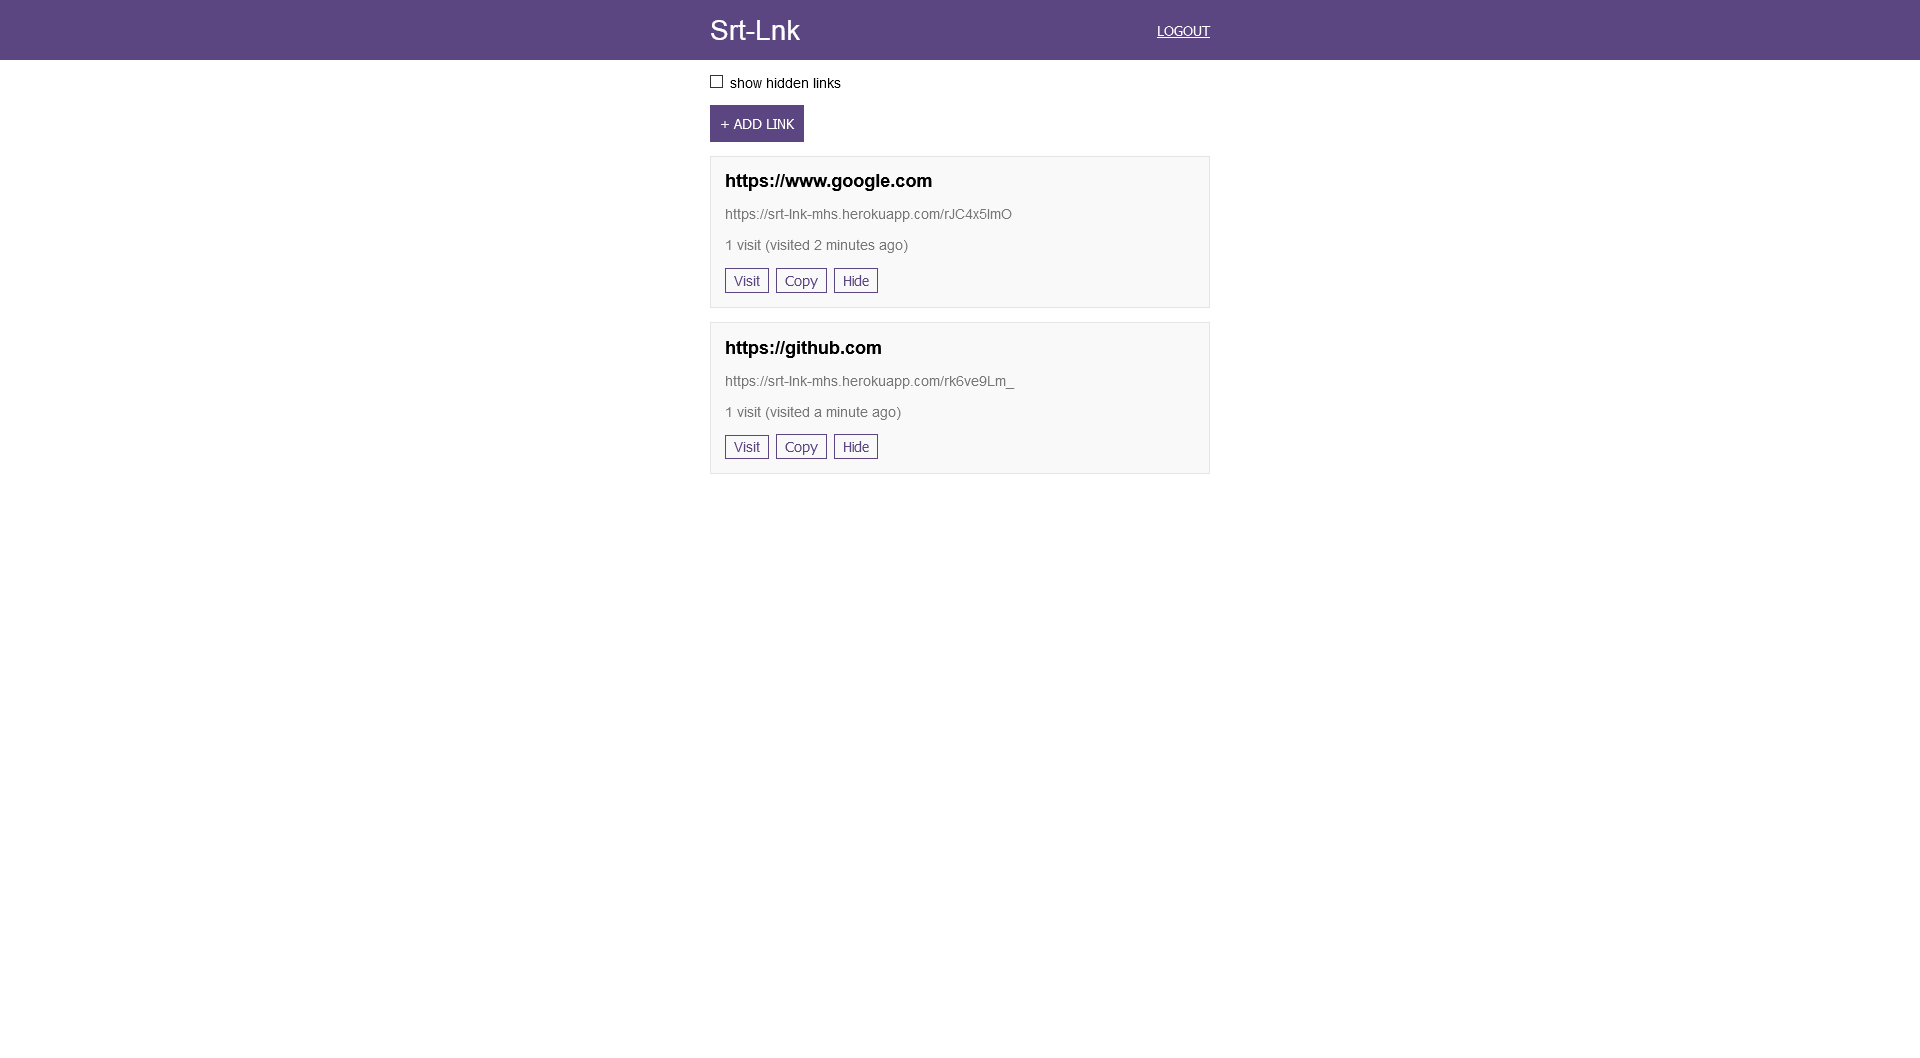 Srt-Lnk
LOGOUT
show hidden links
+ ADD LINK
https://www.google.com
https://srt-lnk-mhs.herokuapp.com/rJC4x5lmO
1 visit (visited 2 minutes ago)
Visit Copy Hide
https://github.com
https://srt-lnk-mhs.herokuapp.com/rk6ve9Lm_
1 visit (visited a minute ago)
Visit Copy Hide